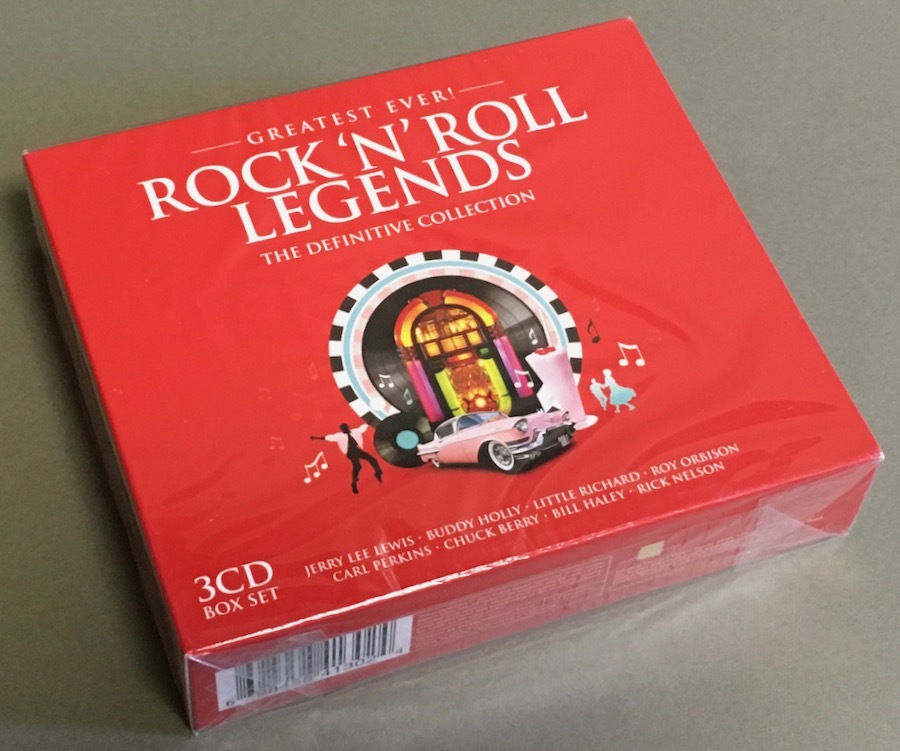 GREATEST EVER!
ROCK 'N' ROLL
LEGENDS
THE DEFINITIVE COLLECTION
JERRY LEE LEWIS · BUDDY HOLLY · LITTLE RICHARD · ROY ORBISON
CARL PERKINS · CHUCK BERRY · BILL HALEY · RICK NELSON
3CD
BOX SET